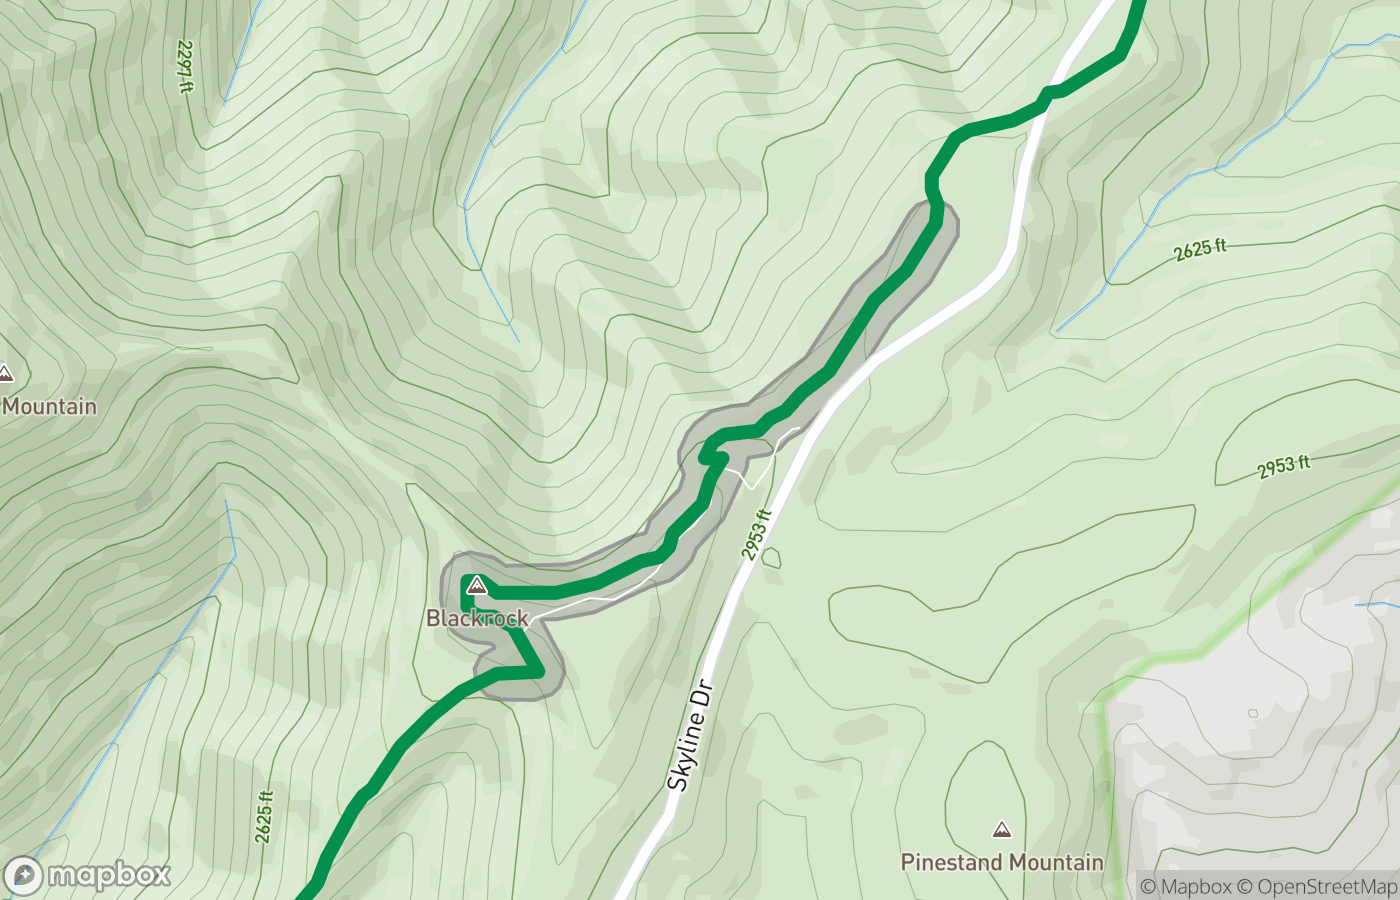 2297 ft
2625 ft
Mountain
2953 ft
2953 ft
Blackrock
Skyline Dr
2625 ft
Pinestand Mountain
mapbox
© Mapbox © OpenStreetMap